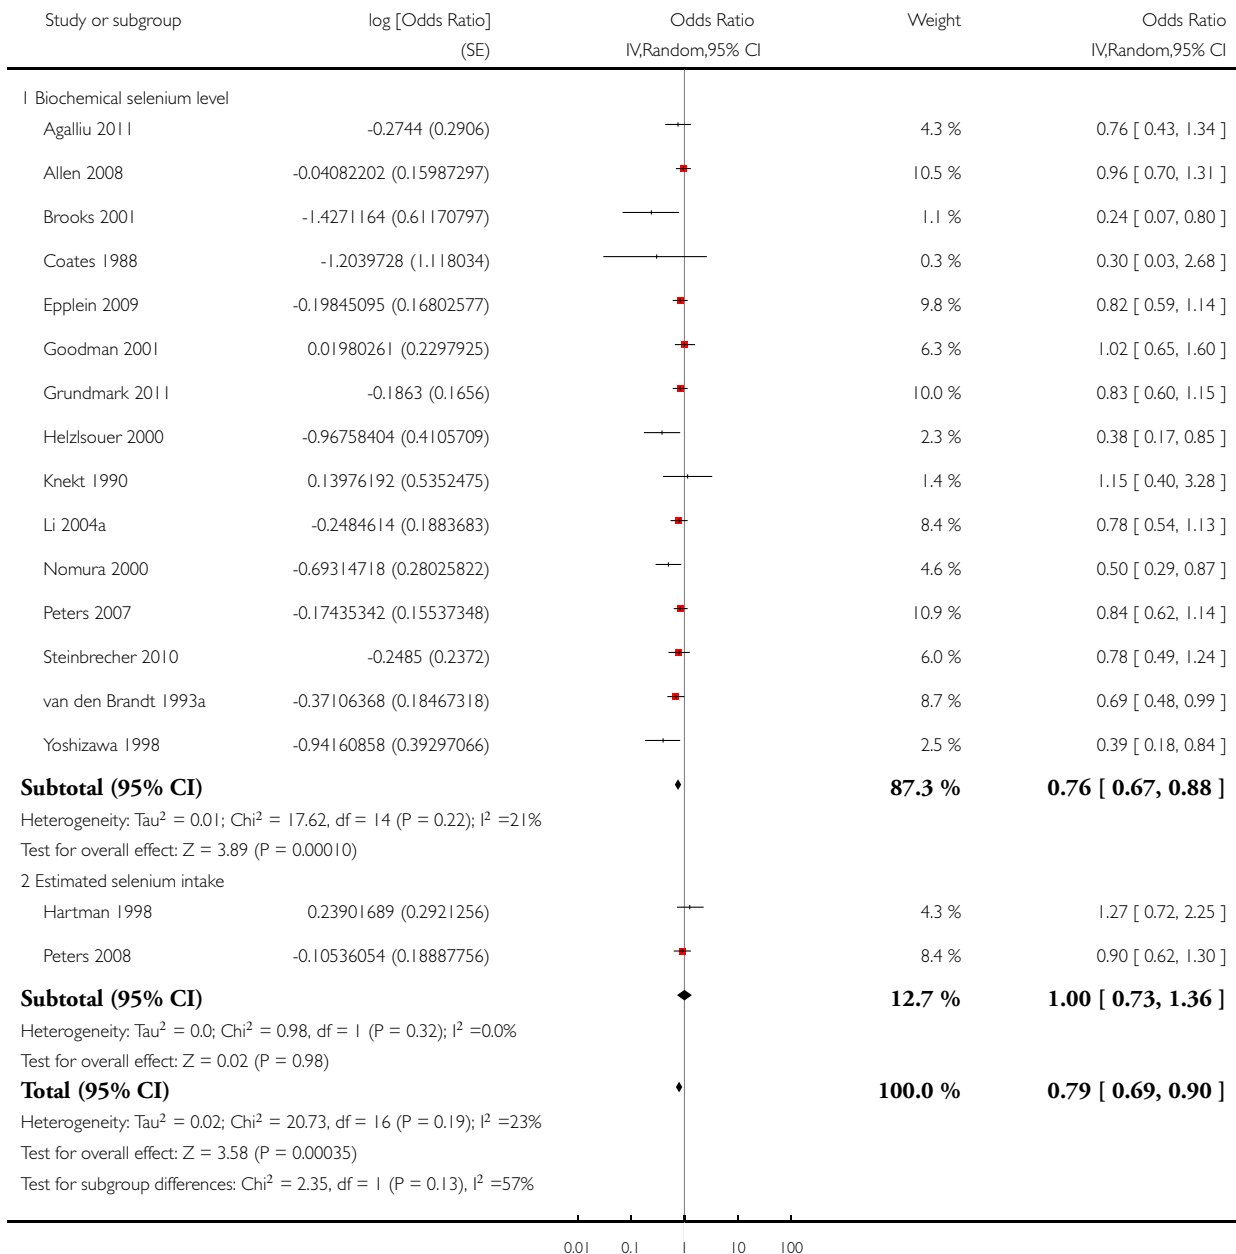 Study or subgroup log [Odds Ratio] Odds Ratio Weight Odds Ratio
(SE) IV,Random,95% CI IV,Random,95% CI
1 Biochemical selenium level
Agalliu 2011 -0.2744 (0.2906) 4.3 % 0.76 [ 0.43, 1.34 ]
Allen 2008 -0.04082202 (0.15987297) 10.5 % 0.96 [ 0.70, 1.31 ]
Brooks 2001 -1.4271164 (0.61170797) 1.1 % 0.24 [ 0.07, 0.80 ]
Coates 1988 -1.2039728 (1.118034) 0.3 % 0.30 [ 0.03, 2.68 ]
Epplein 2009 -0.19845095 (0.16802577) 9.8 % 0.82 [ 0.59, 1.14 ]
Goodman 2001 0.01980261 (0.2297925) 6.3 % 1.02 [ 0.65, 1.60 ]
Grundmark 2011 -0.1863 (0.1656) 10.0 % 0.83 [ 0.60, 1.15 ]
Helzlsouer 2000 -0.96758404 (0.4105709) 2.3 % 0.38 [ 0.17, 0.85 ]
Knekt 1990 0.13976192 (0.5352475) 1.4 % 1.15 [ 0.40, 3.28 ]
Li 2004a -0.2484614 (0.1883683) 8.4 % 0.78 [ 0.54, 1.13 ]
Nomura 2000 -0.69314718 (0.28025822) 4.6 % 0.50 [ 0.29, 0.87 ]
Peters 2007 -0.17435342 (0.15537348) 10.9 % 0.84 [ 0.62, 1.14 ]
Steinbrecher 2010 -0.2485 (0.2372) 6.0 % 0.78 [ 0.49, 1.24 ]
van den Brandt 1993a -0.37106368 (0.18467318) 8.7 % 0.69 [ 0.48, 0.99 ]
Yoshizawa 1998 -0.94160858 (0.39297066) 2.5 % 0.39 [ 0.18, 0.84 ]
Subtotal (95% CI) 87.3 % 0.76 [ 0.67, 0.88 ]
Heterogeneity: Tau² = 0.01; Chi² = 17.62, df = 14 (P = 0.22); I² =21%
Test for overall effect: Z = 3.89 (P = 0.00010)
2 Estimated selenium intake
Hartman 1998 0.23901689 (0.2921256) 4.3 % 1.27 [ 0.72, 2.25 ]
Peters 2008 -0.10536054 (0.18887756) 8.4 % 0.90 [ 0.62, 1.30 ]
Subtotal (95% CI) 12.7 % 1.00 [ 0.73, 1.36 ]
Heterogeneity: Tau² = 0.0; Chi² = 0.98, df = 1 (P = 0.32); I² =0.0%
Test for overall effect: Z = 0.02 (P = 0.98)
Total (95% CI) 100.0 % 0.79 [ 0.69, 0.90 ]
Heterogeneity: Tau² = 0.02; Chi² = 20.73, df = 16 (P = 0.19); I² =23%
Test for overall effect: Z = 3.58 (P = 0.00035)
Test for subgroup differences: Chi² = 2.35, df = 1 (P = 0.13), I² =57%
0.01 0.1 1 10 100